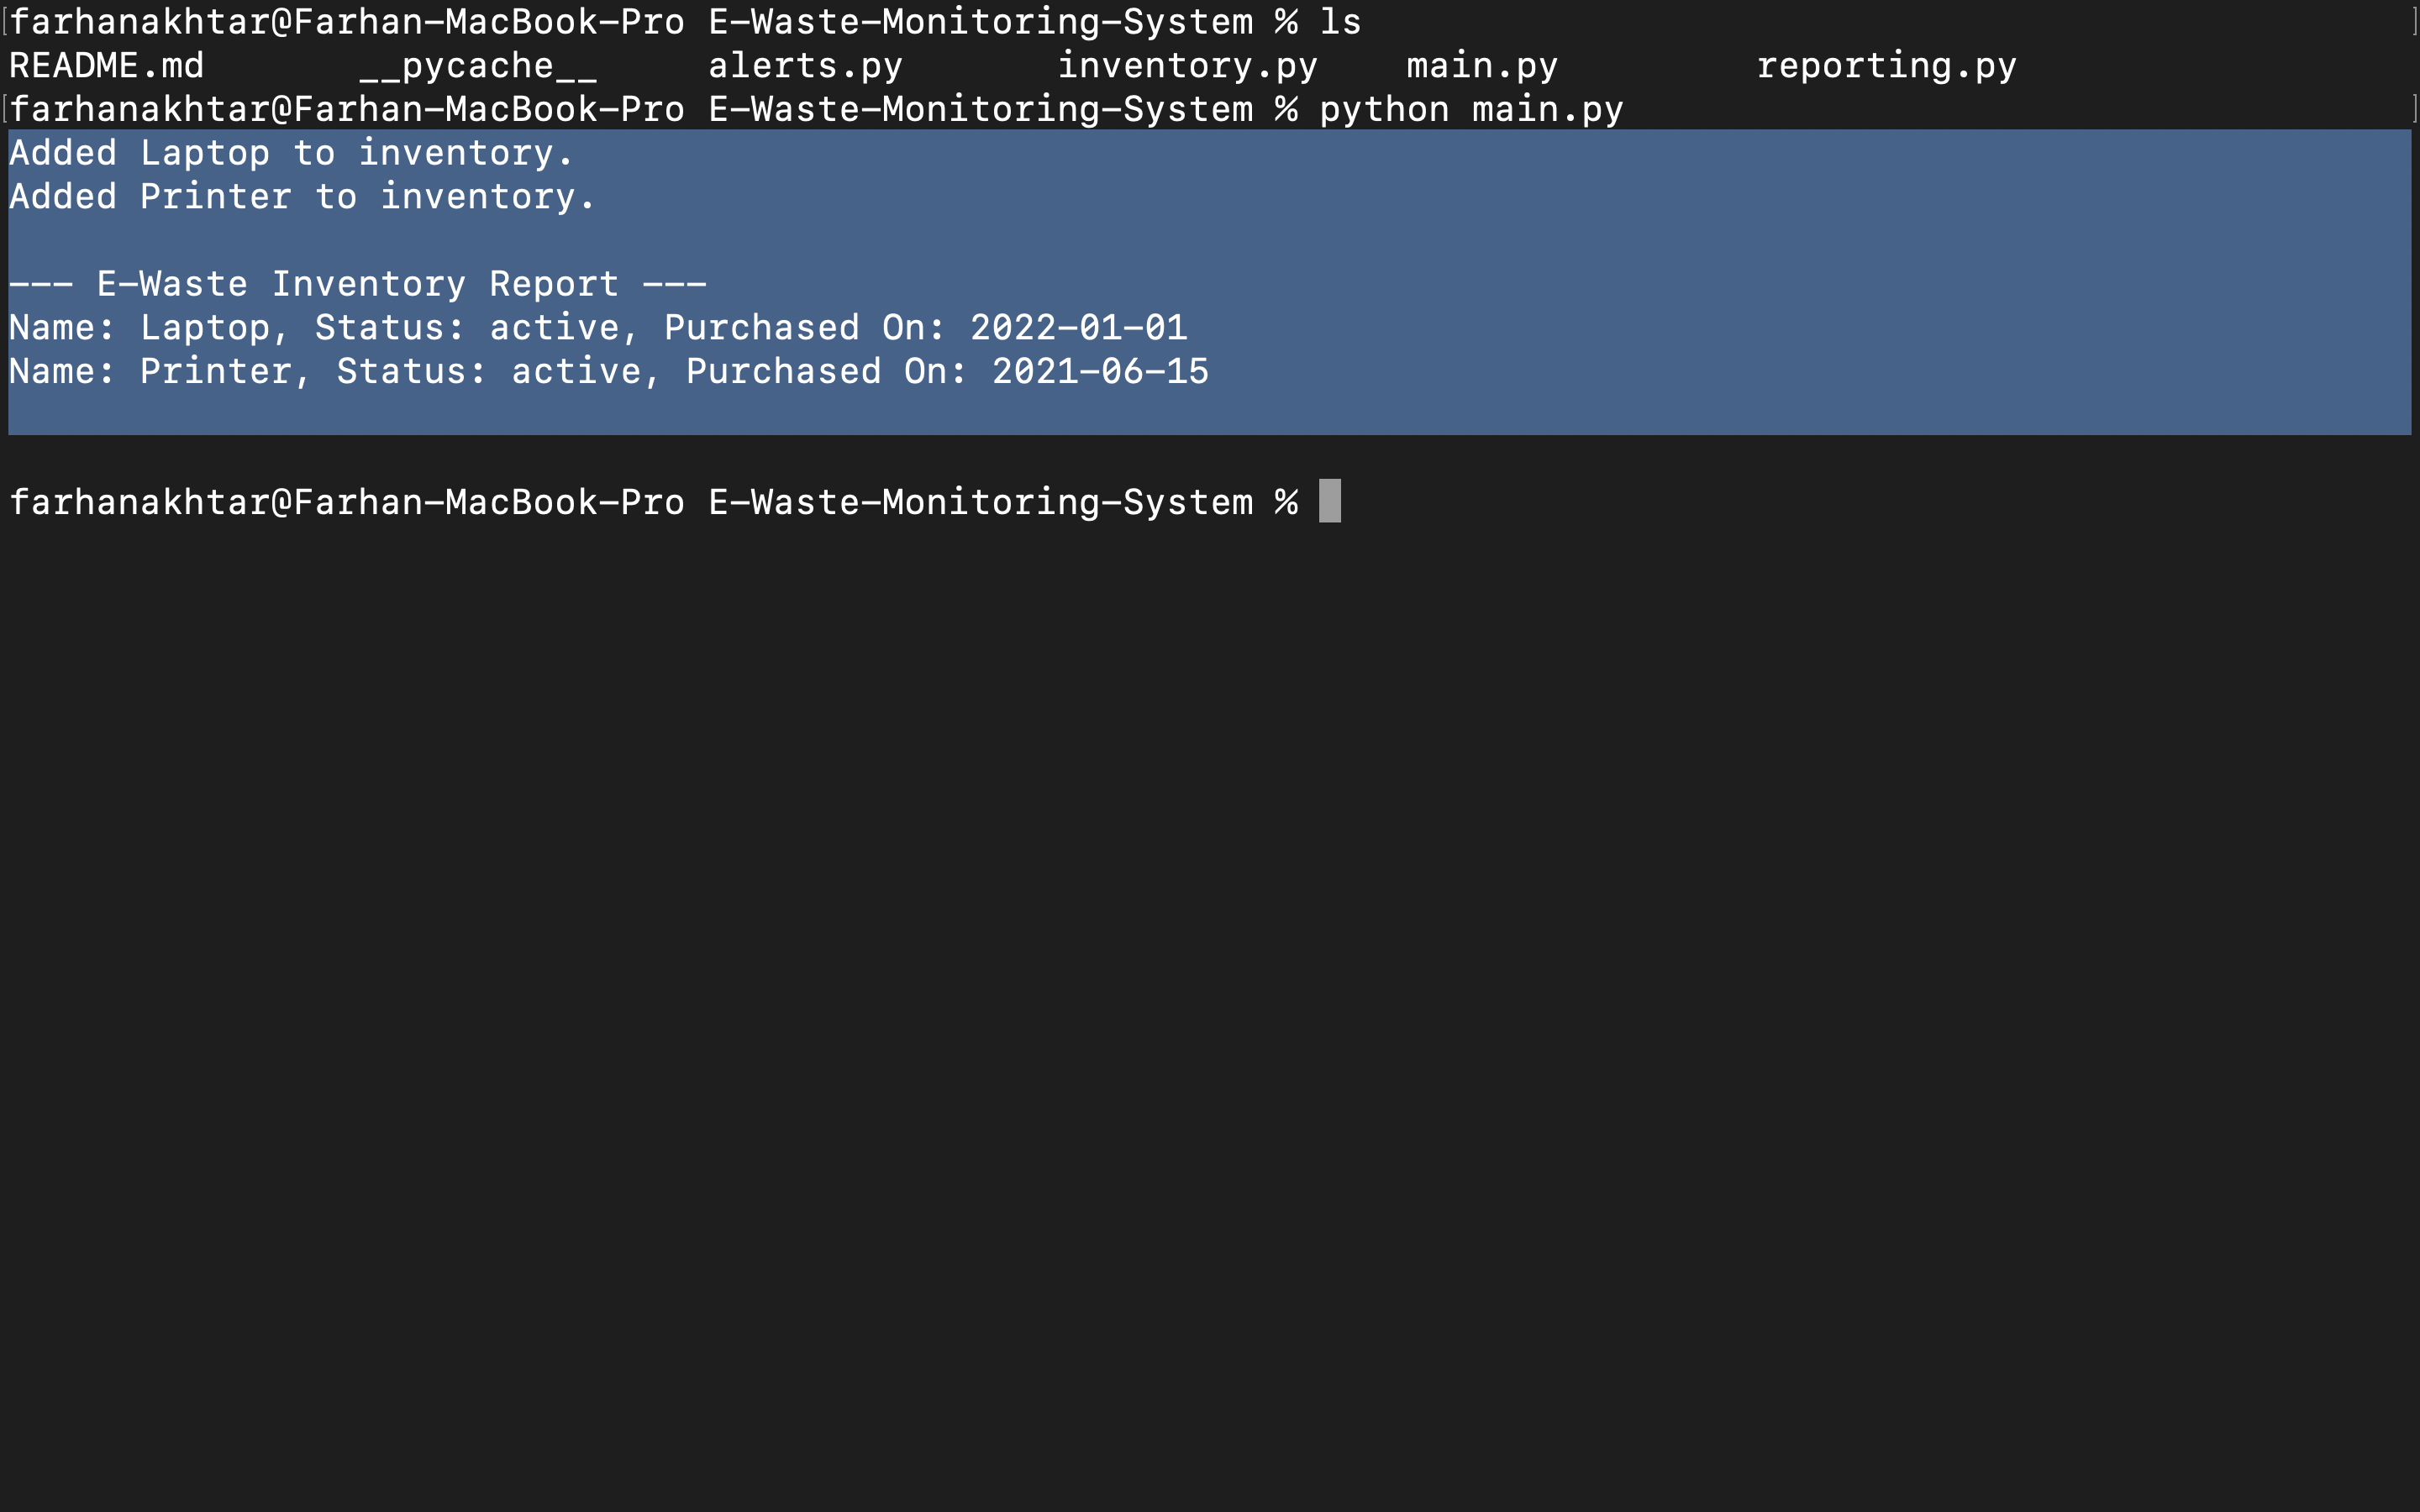 farhanakhtar@Farhan-MacBook-Pro E-Waste-Monitoring-System % ls
README.md __pycache__ alerts.py inventory.py main.py reporting.py
farhanakhtar@Farhan-MacBook-Pro E-Waste-Monitoring-System % python main.py
Added Laptop to inventory.
Added Printer to inventory.
--- E-Waste Inventory Report ---
Name: Laptop, Status: active, Purchased On: 2022-01-01
Name: Printer, Status: active, Purchased On: 2021-06-15
farhanakhtar@Farhan-MacBook-Pro E-Waste-Monitoring-System %